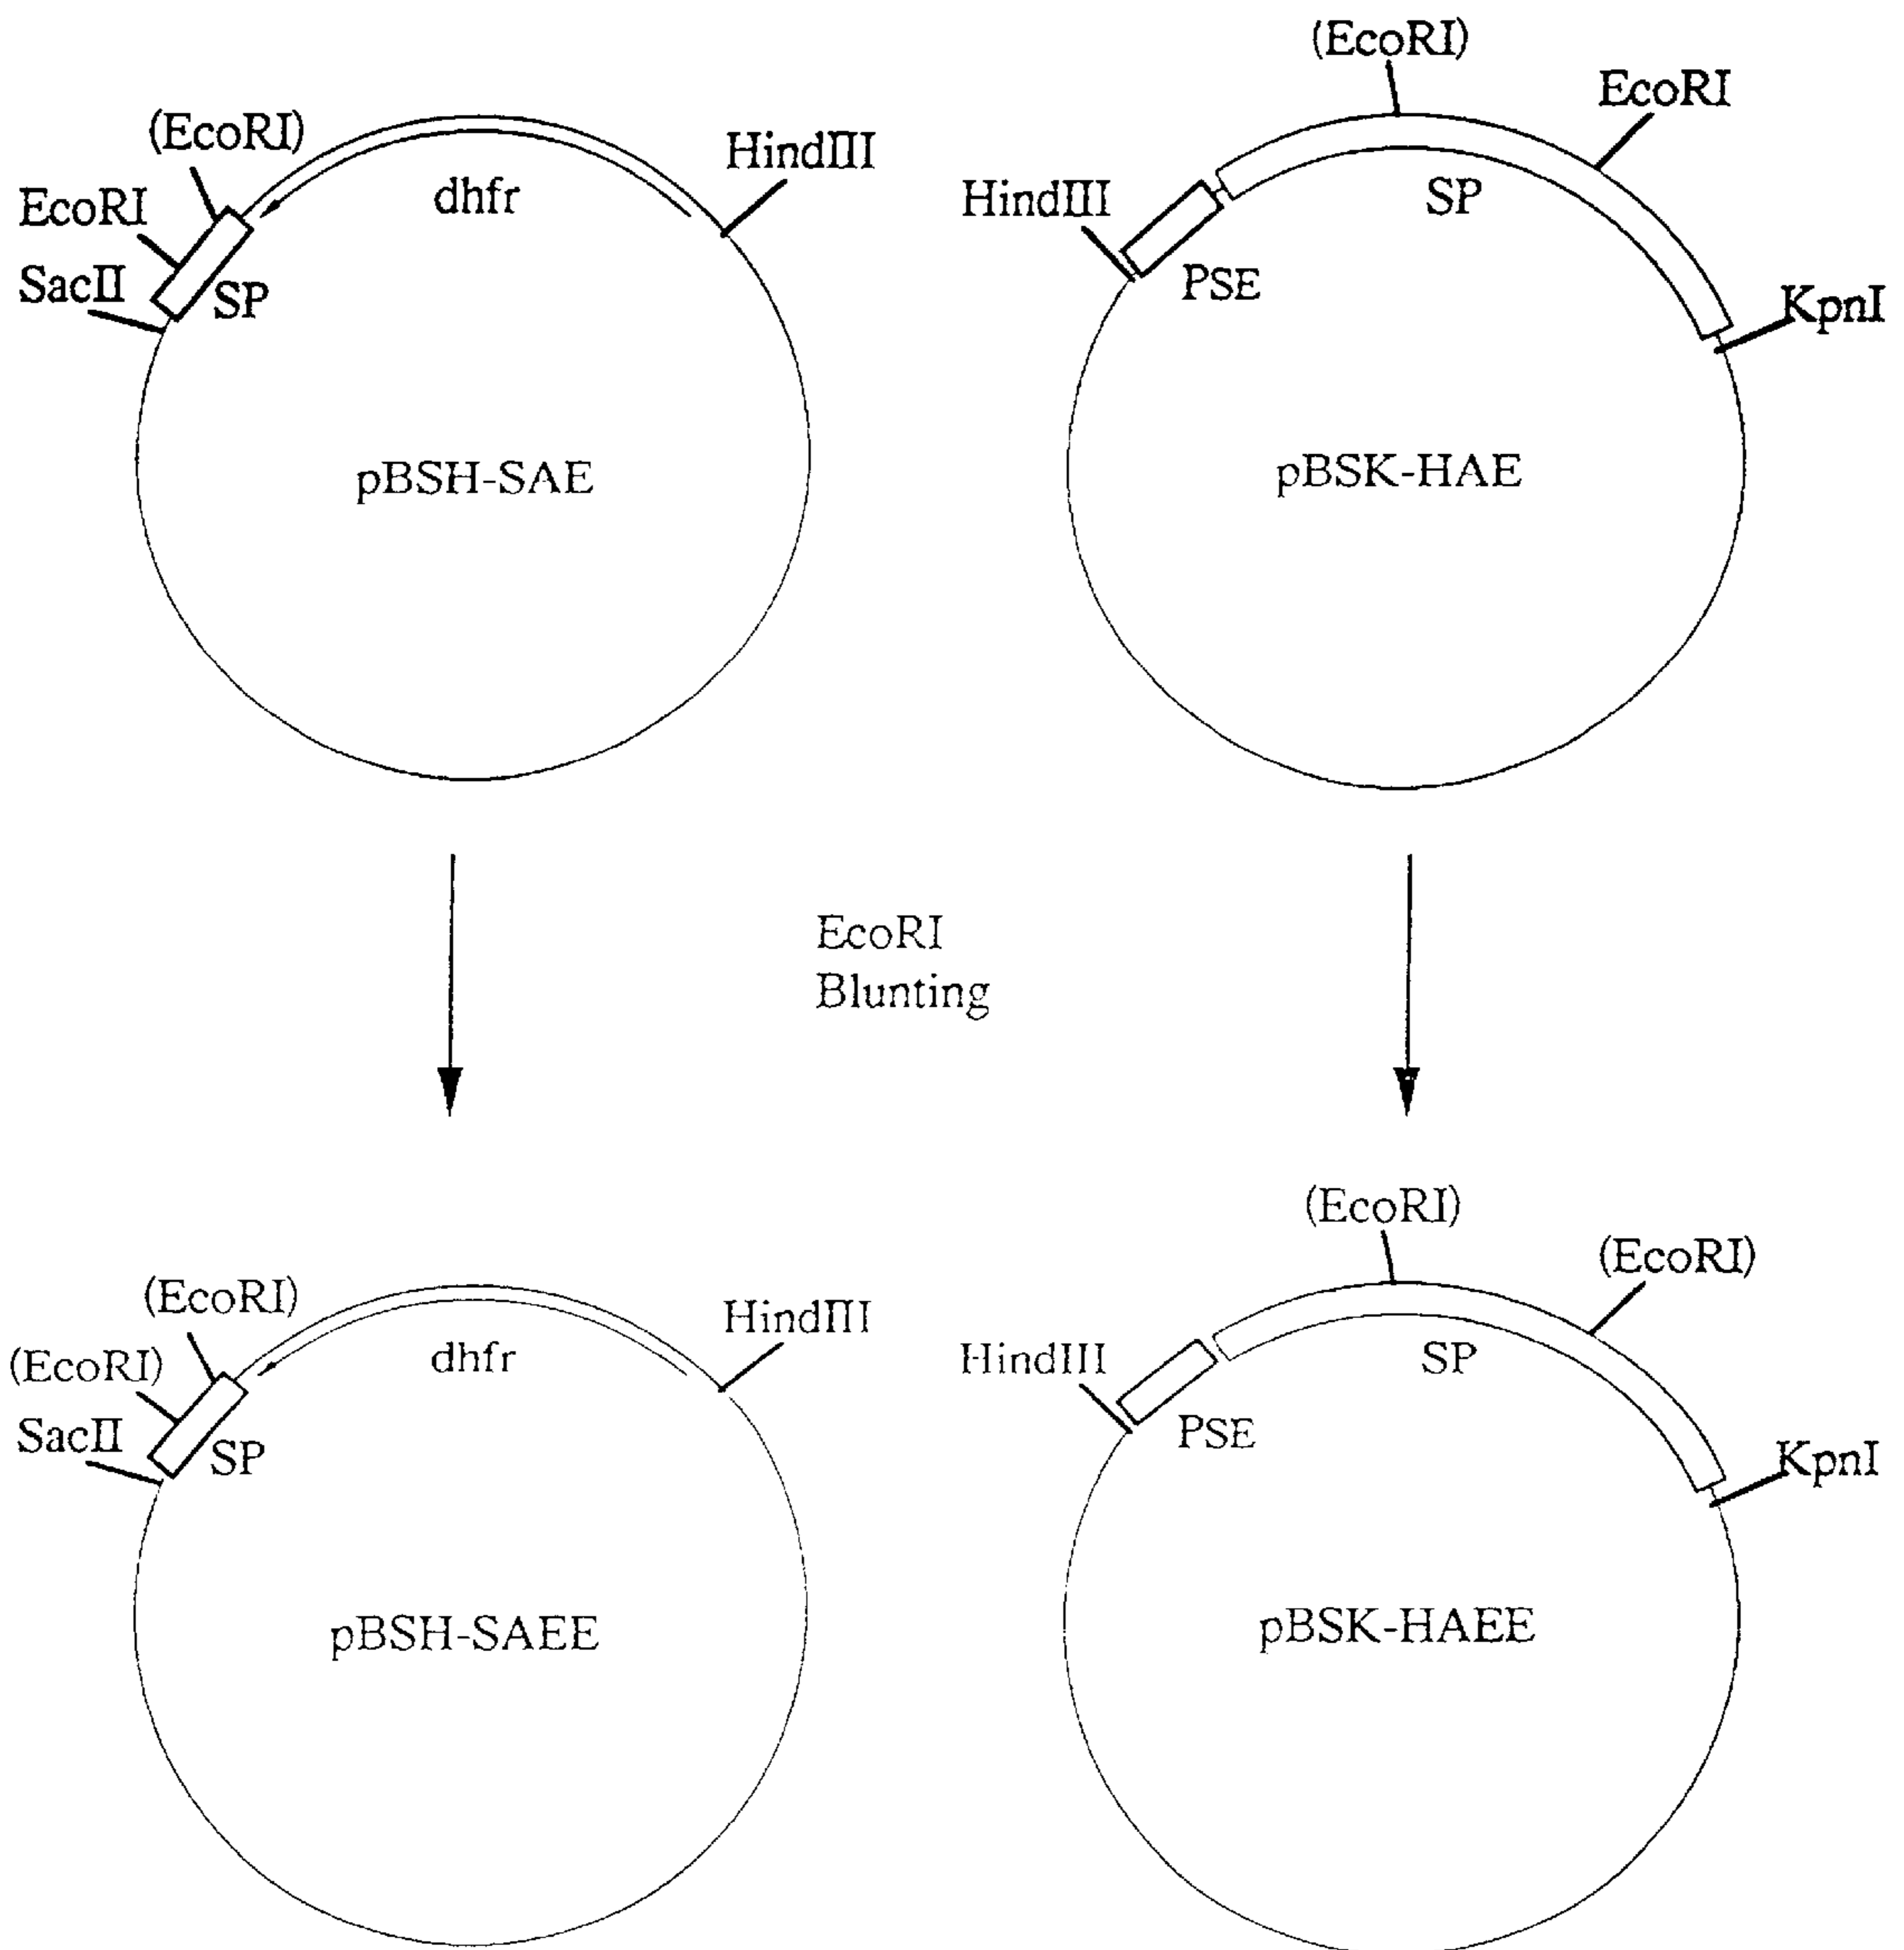 (EcoRI)
EcoRI
SacII
SP
dhfr
HindIII
pBSH-SAE
(EcoRI)
EcoRI
HindIII
PSE
SP
KpnI
pBSK-HAE
EcoRI
Blunting
(EcoRI)
(EcoRI)
SacII
SP
dhfr
HindIII
pBSH-SAEE
(EcoRI)
(EcoRI)
HindIII
PSE
SP
KpnI
pBSK-HAEE